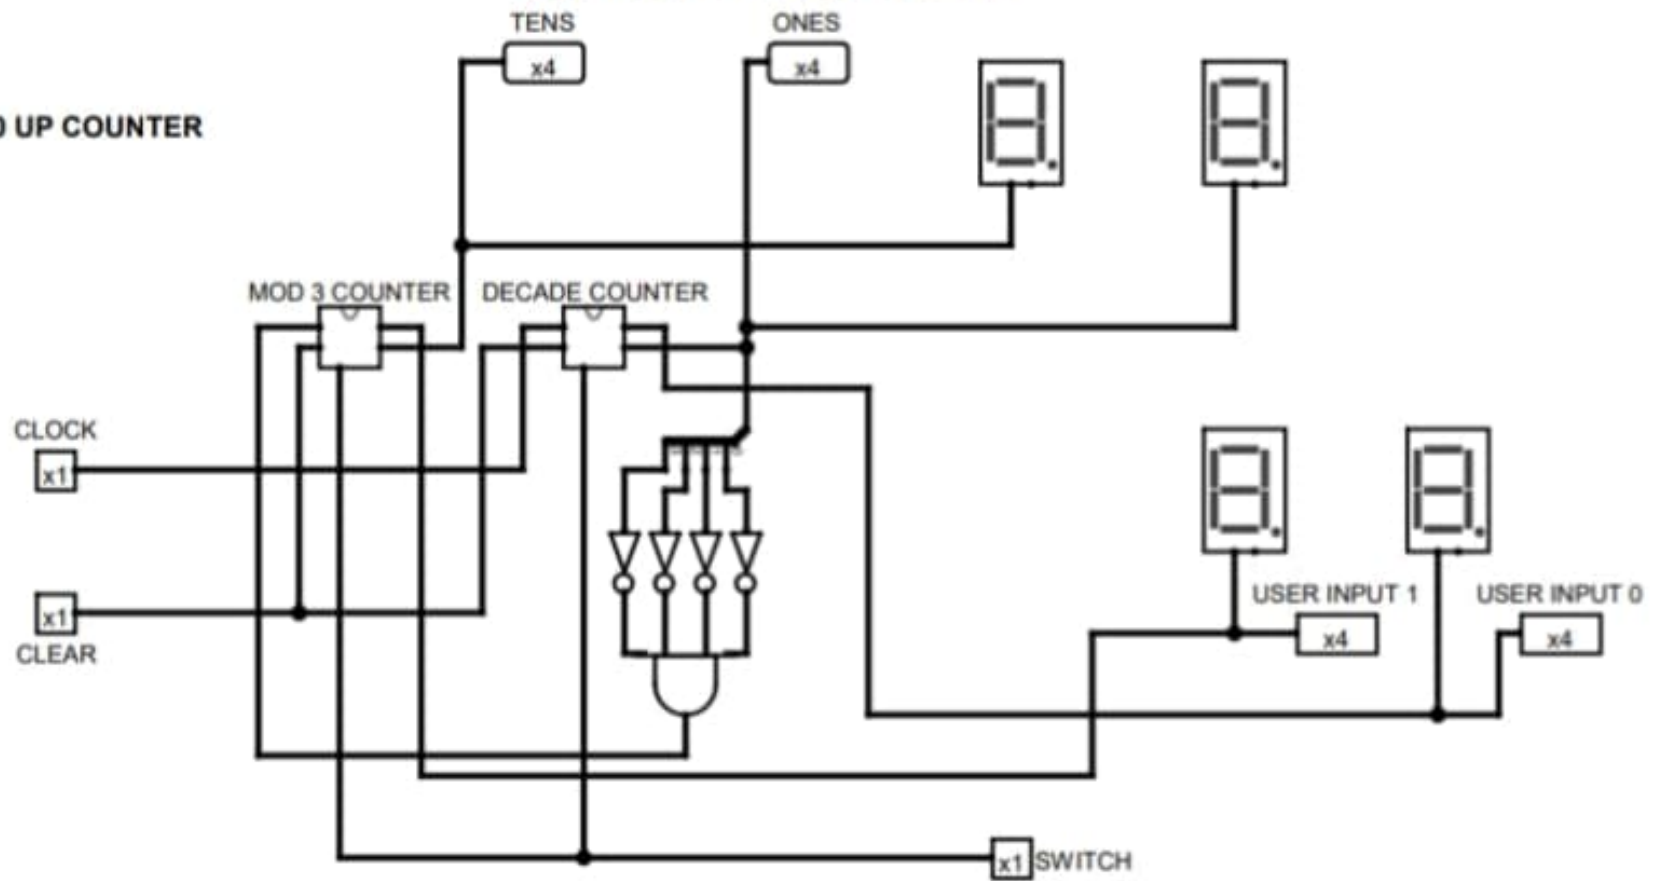 TENS
x4
ONES
x4
0 UP COUNTER
MOD 3 COUNTER
DECADE COUNTER
CLOCK
x1
x1
CLEAR
USER INPUT 1
x4
USER INPUT 0
x4
x1 SWITCH